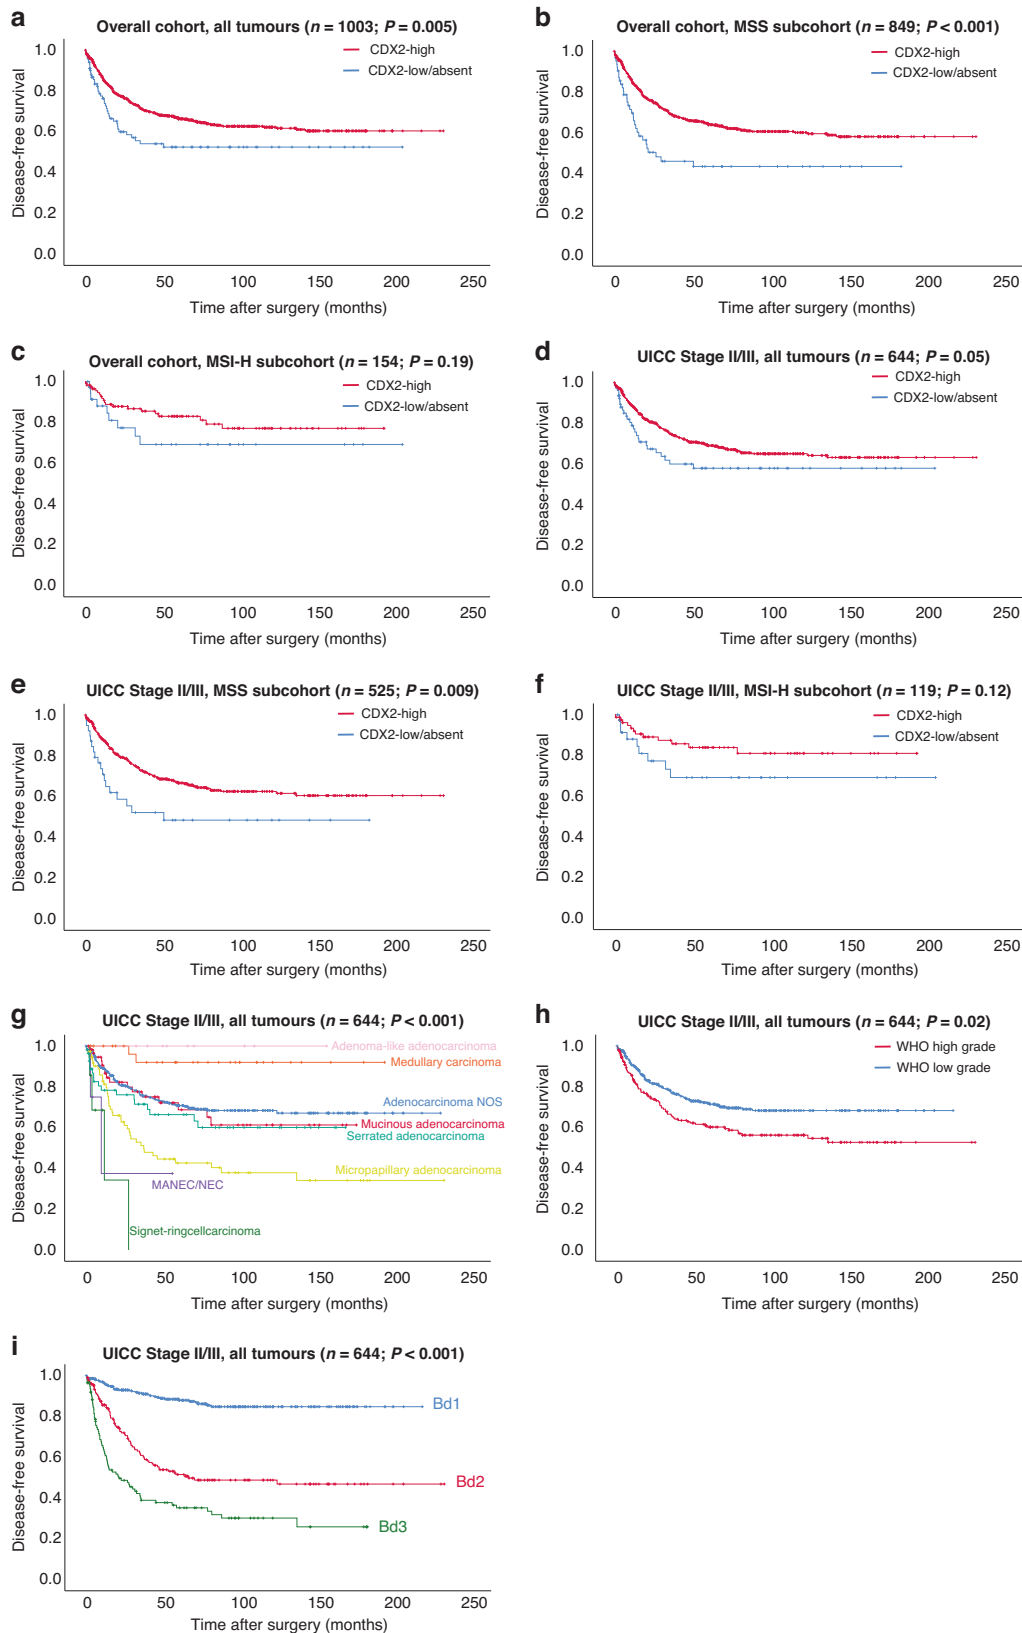 a
Overall cohort, all tumours (n = 1003; P = 0.005)
CDX2-high
CDX2-low/absent
Disease-free survival
1.0
0.8
0.6
0.4
0.2
0.0
0 50 100 150 200 250
Time after surgery (months)
b
Overall cohort, MSS subcohort (n = 849; P < 0.001)
CDX2-high
CDX2-low/absent
Disease-free survival
1.0
0.8
0.6
0.4
0.2
0.0
0 50 100 150 200 250
Time after surgery (months)
c
Overall cohort, MSI-H subcohort (n = 154; P = 0.19)
CDX2-high
CDX2-low/absent
Disease-free survival
1.0
0.8
0.6
0.4
0.2
0.0
0 50 100 150 200 250
Time after surgery (months)
d
UICC Stage II/III, all tumours (n = 644; P = 0.05)
CDX2-high
CDX2-low/absent
Disease-free survival
1.0
0.8
0.6
0.4
0.2
0.0
0 50 100 150 200 250
Time after surgery (months)
e
UICC Stage II/III, MSS subcohort (n = 525; P = 0.009)
CDX2-high
CDX2-low/absent
Disease-free survival
1.0
0.8
0.6
0.4
0.2
0.0
0 50 100 150 200 250
Time after surgery (months)
f
UICC Stage II/III, MSI-H subcohort (n = 119; P = 0.12)
CDX2-high
CDX2-low/absent
Disease-free survival
1.0
0.8
0.6
0.4
0.2
0.0
0 50 100 150 200 250
Time after surgery (months)
g
UICC Stage II/III, all tumours (n = 644; P < 0.001)
Adenoma-like adenocarcinoma
Medullary carcinoma
Adenocarcinoma NOS
Mucinous adenocarcinoma
Serrated adenocarcinoma
Micropapillary adenocarcinoma
MANEC/NEC
Signet-ringcellcarcinoma
Disease-free survival
1.0
0.8
0.6
0.4
0.2
0.0
0 50 100 150 200 250
Time after surgery (months)
h
UICC Stage II/III, all tumours (n = 644; P = 0.02)
WHO high grade
WHO low grade
Disease-free survival
1.0
0.8
0.6
0.4
0.2
0.0
0 50 100 150 200 250
Time after surgery (months)
i
UICC Stage II/III, all tumours (n = 644; P < 0.001)
Bd1
Bd2
Bd3
Disease-free survival
1.0
0.8
0.6
0.4
0.2
0.0
0 50 100 150 200 250
Time after surgery (months)